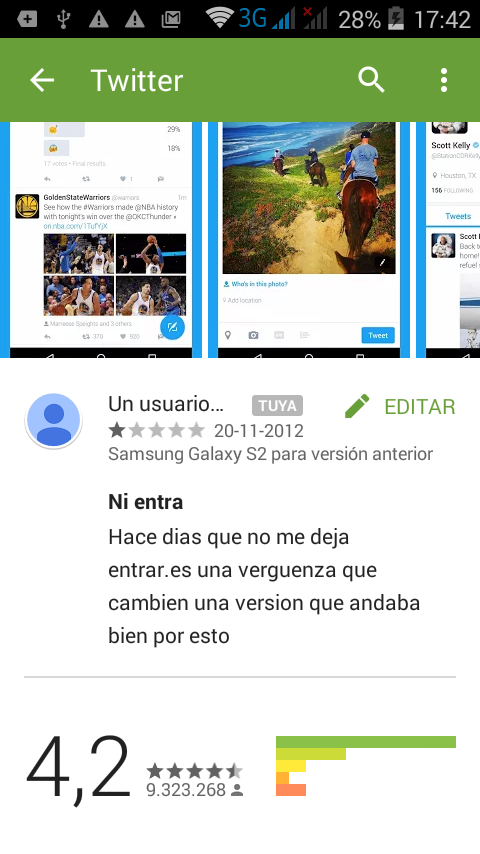 3G
28%
17:42
Twitter
29%
18%
17 votes • Final results
1
GoldenStateWarriors @warriors 1m
See how the #Warriors made @NBA history
with tonight's win over the @OKCThunder •
on.nba.com/1TufYjX
Marreese Speights and 3 others
370
920
Who's in this photo?
Add location
Tweet
Scott Kelly
@StationCDRKelly
Houston, TX
156 FOLLOWING
Tweets
Scott
Back t
home!
refuel
Un usuario...
TUYA
EDITAR
20-11-2012
Samsung Galaxy S2 para versión anterior
Ni entra
Hace dias que no me deja
entrar.es una verguenza que
cambien una version que andaba
bien por esto
4,2
9.323.268